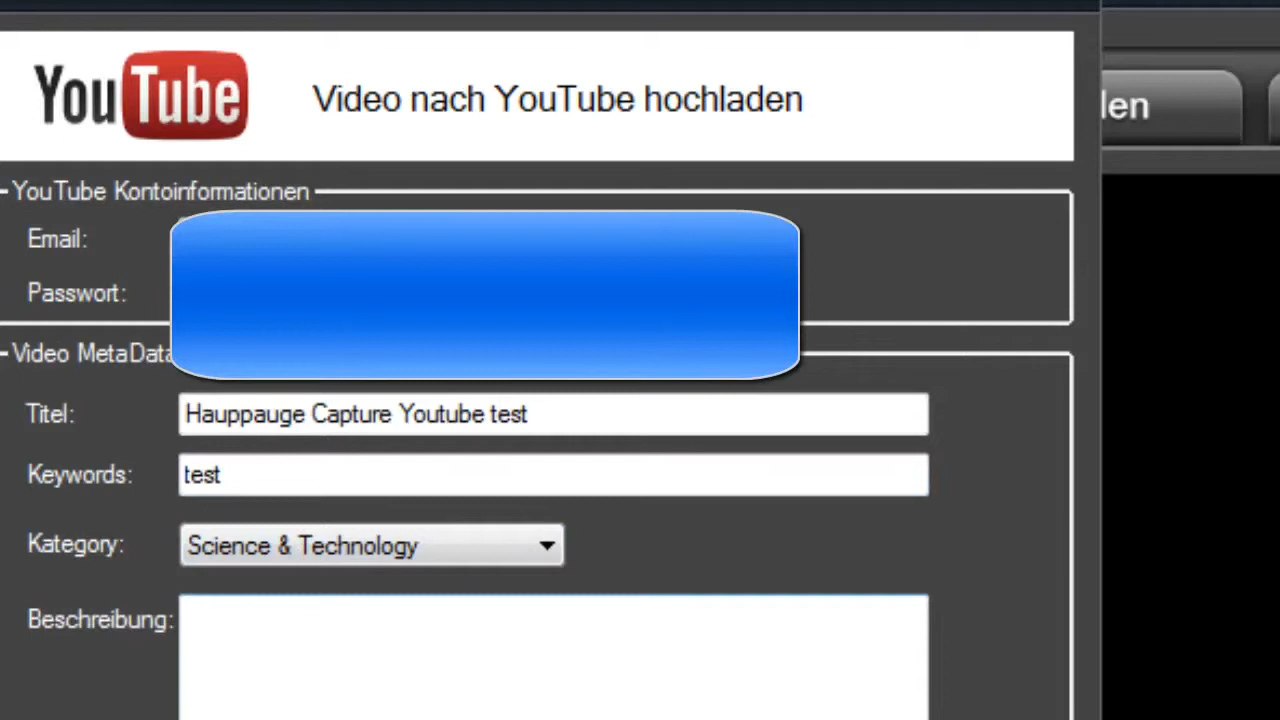 YouTube
Video nach YouTube hochladen
YouTube Kontoinformationen
Email:
Passwort:
Video MetaData
Titel: Hauppauge Capture Youtube test
Keywords: test
Kategory: Science & Technology
Beschreibung: